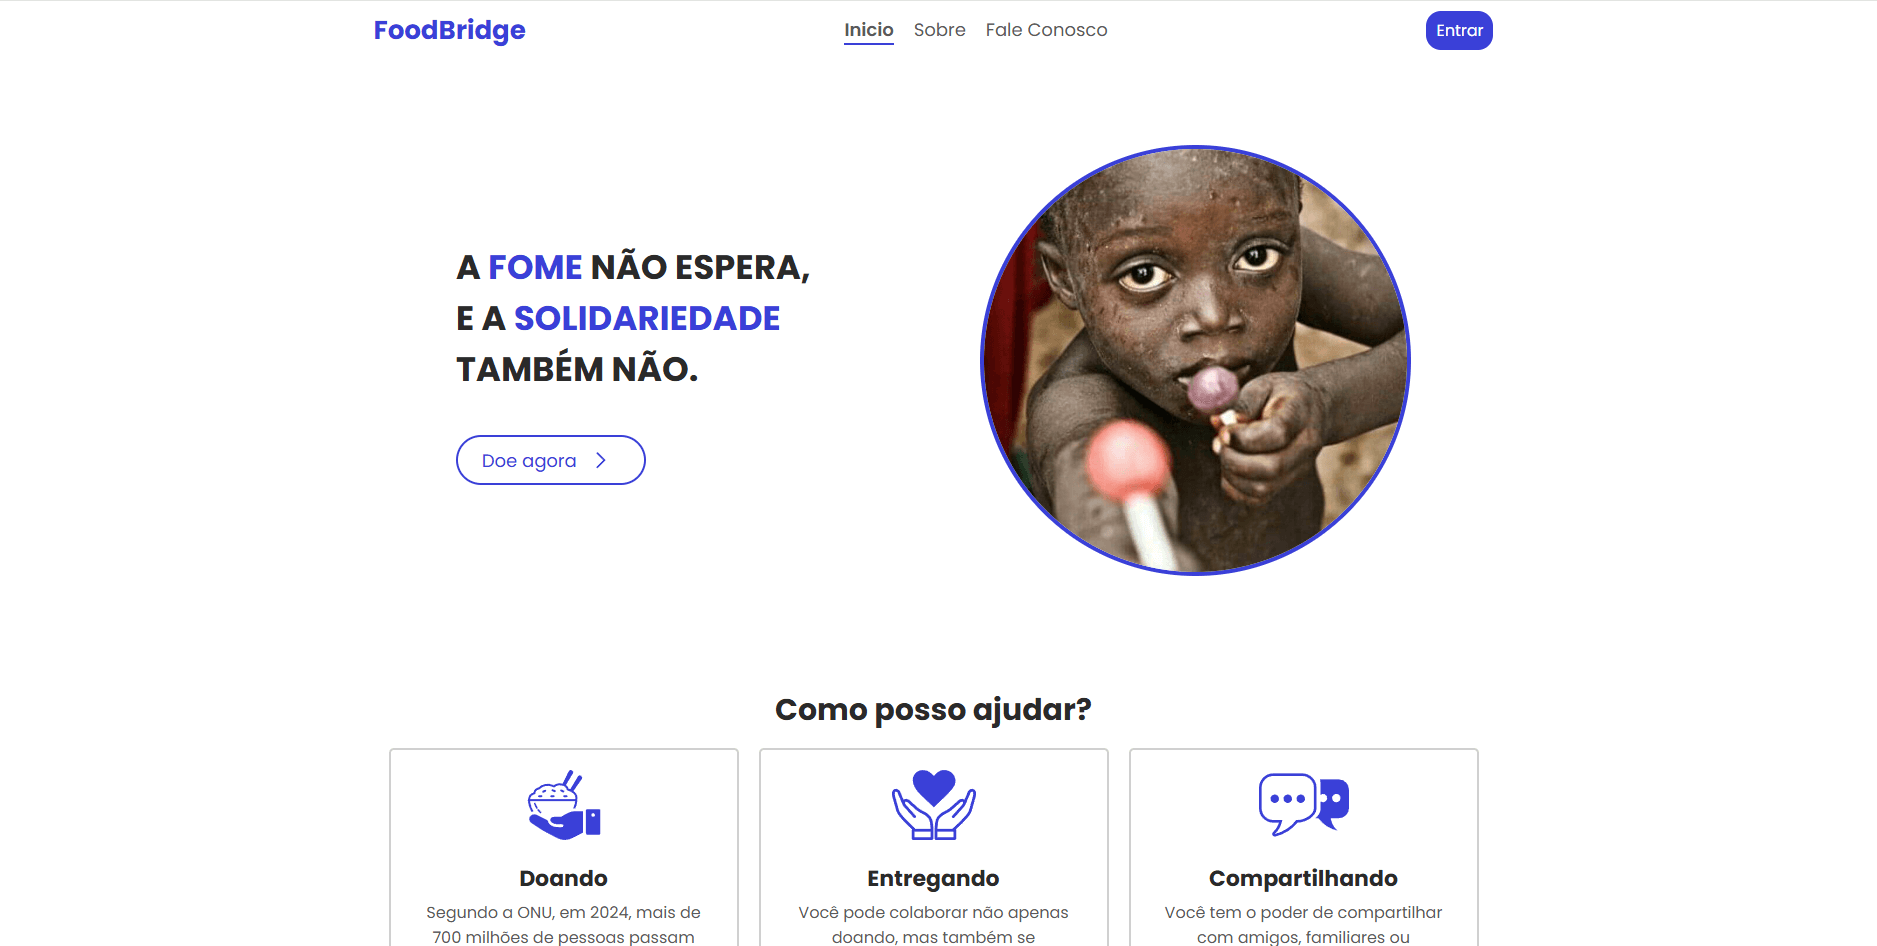 FoodBridge
Inicio Sobre Fale Conosco
Entrar
A FOME NÃO ESPERA,
E A SOLIDARIEDADE
TAMBÉM NÃO.
Doe agora
Como posso ajudar?
Doando
Segundo a ONU, em 2024, mais de
700 milhões de pessoas passam
Entregando
Você pode colaborar não apenas
doando, mas também se
Compartilhando
Você tem o poder de compartilhar
com amigos, familiares ou